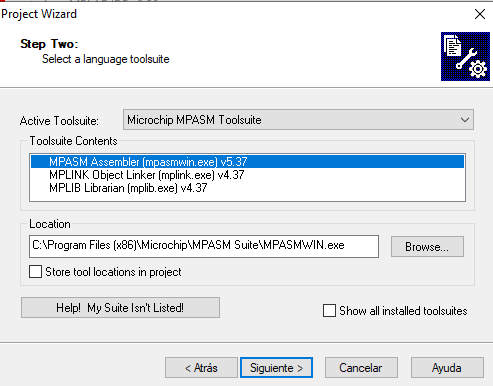 Project Wizard
Step Two:
Select a language toolsuite
Active Toolsuite: Microchip MPASM Toolsuite
Toolsuite Contents
MPASM Assembler (mpasmwin.exe) v5.37
MPLINK Object Linker (mplink.exe) v4.37
MPLIB Librarian (mplib.exe) v4.37
Location
C:\Program Files (x86)\Microchip\MPASM Suite\MPASMWIN.exe Browse...
Store tool locations in project
Help! My Suite Isn't Listed! Show all installed toolsuites
< Atrás Siguiente > Cancelar Ayuda